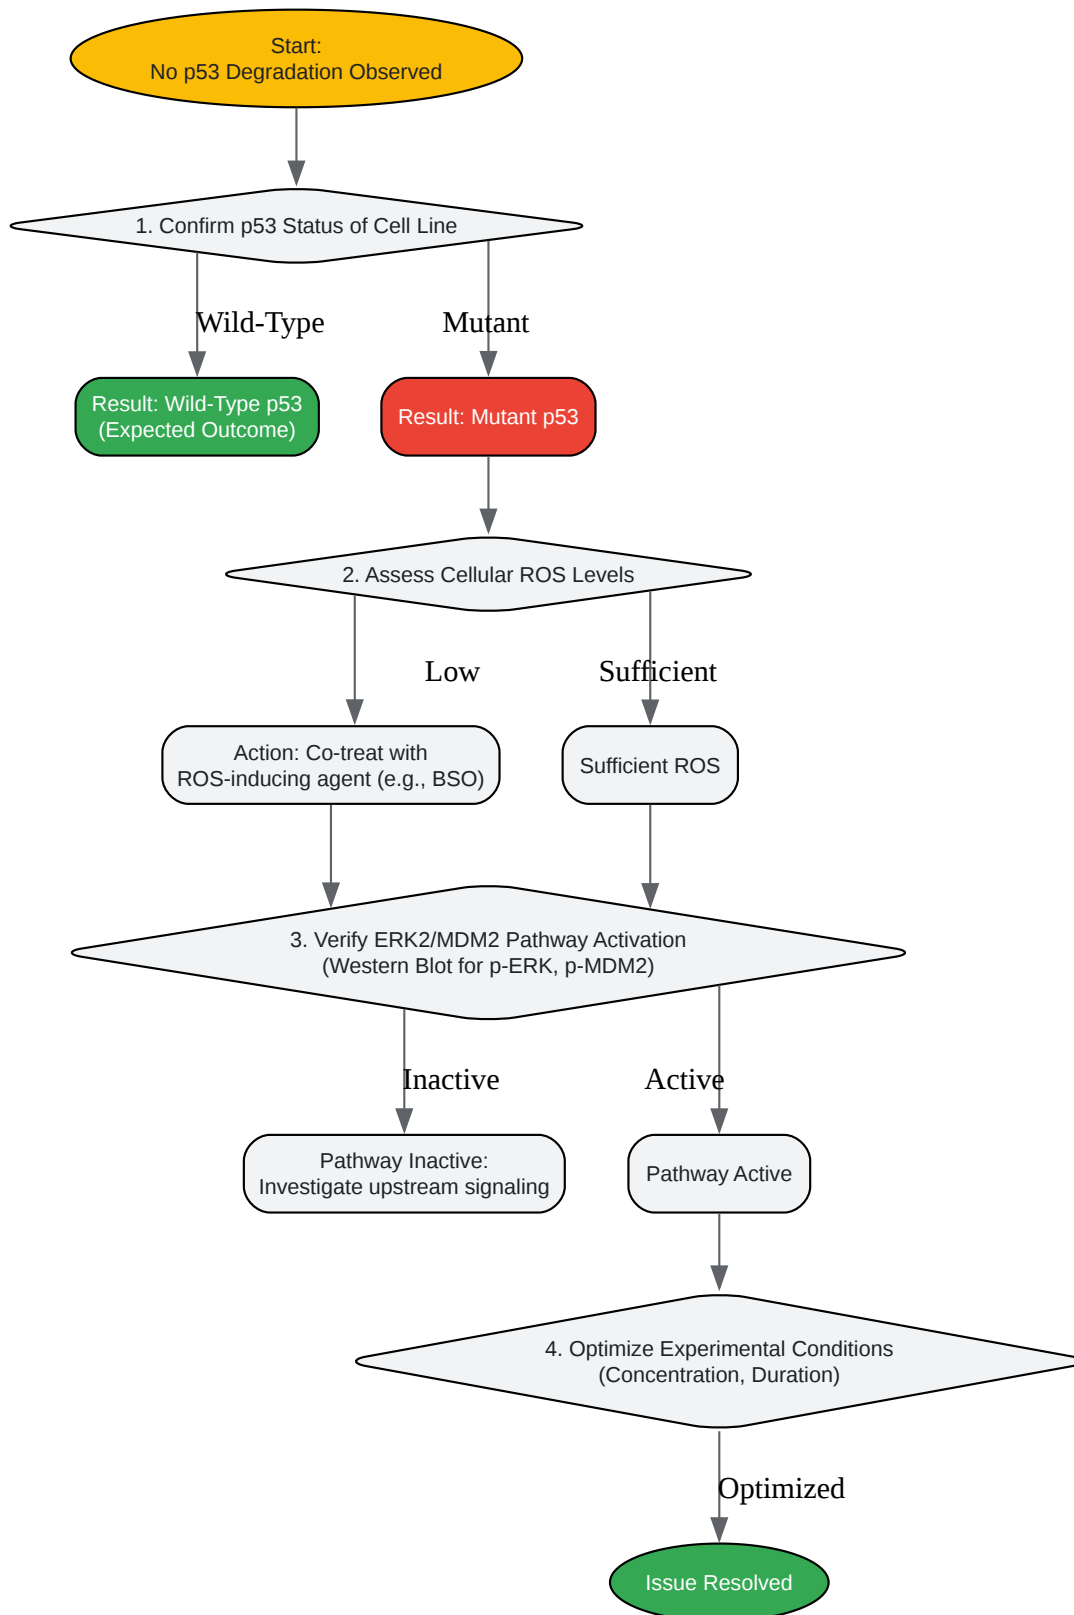 Start:
No p53 Degradation Observed
1. Confirm p53 Status of Cell Line
Wild-Type
Mutant
Result: Wild-Type p53
(Expected Outcome)
Result: Mutant p53
2. Assess Cellular ROS Levels
Low
Sufficient
Action: Co-treat with
ROS-inducing agent (e.g., BSO)
Sufficient ROS
3. Verify ERK2/MDM2 Pathway Activation
(Western Blot for p-ERK, p-MDM2)
Inactive
Active
Pathway Inactive:
Investigate upstream signaling
Pathway Active
4. Optimize Experimental Conditions
(Concentration, Duration)
Optimized
Issue Resolved